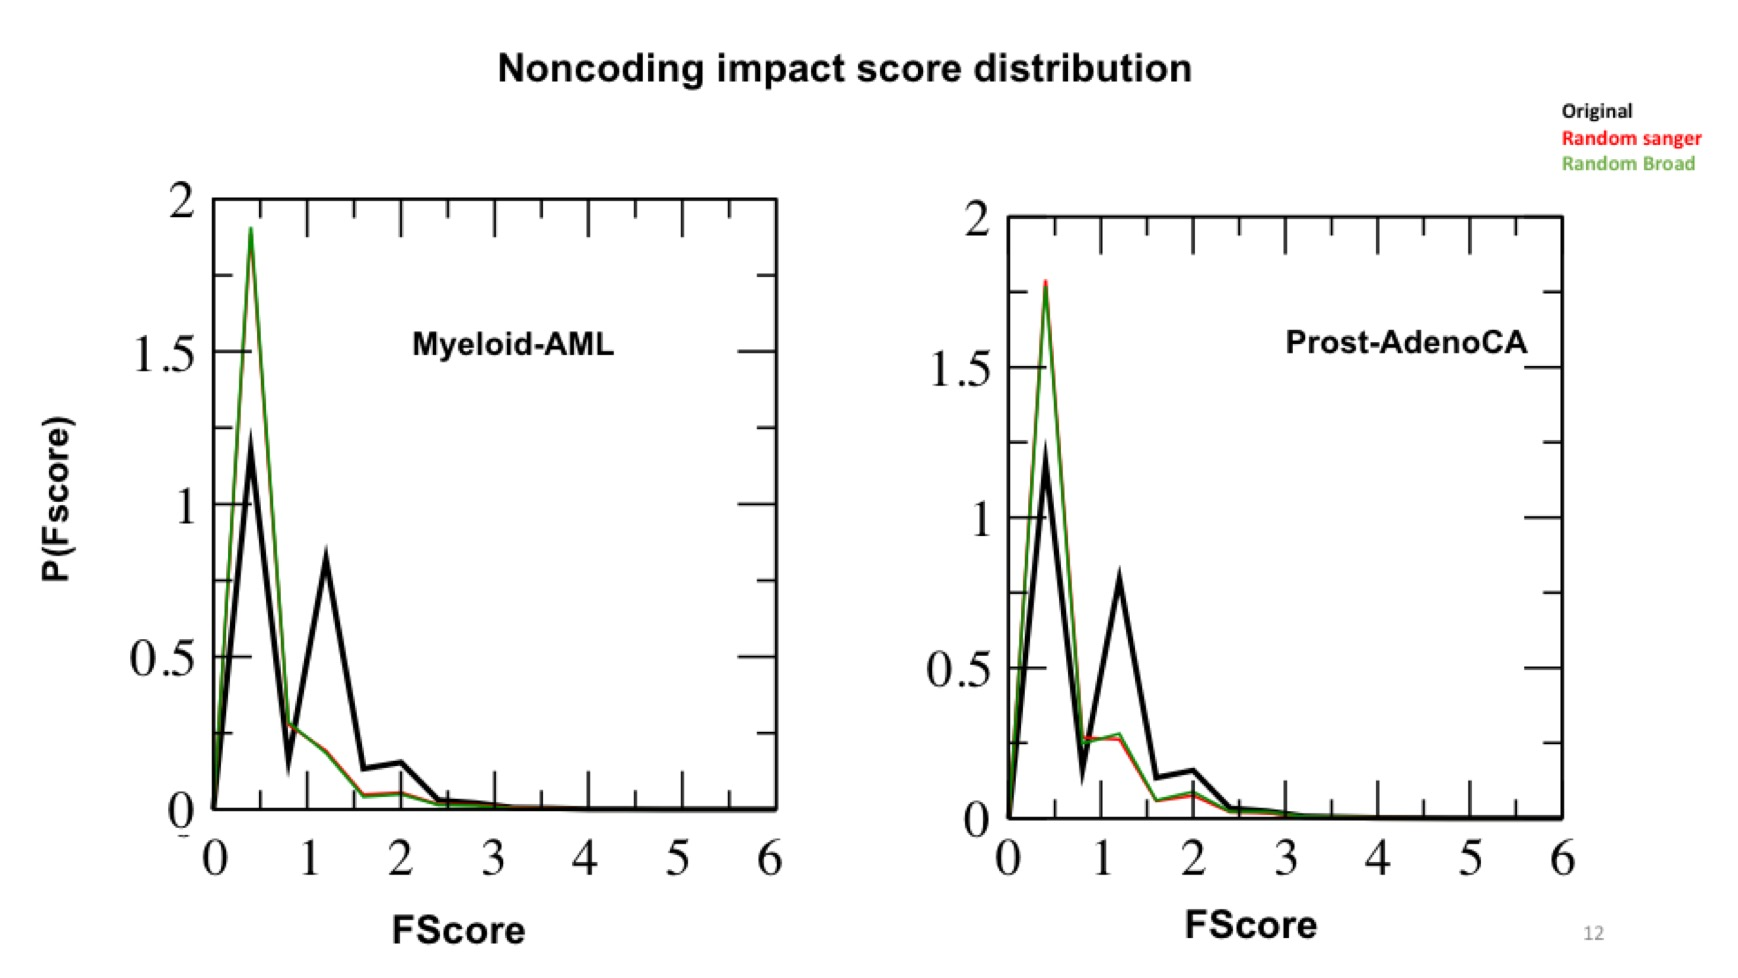 Noncoding impact score distribution
Original
Random sanger
Random Broad
P(Fscore)
2
1.5
1
0.5
0
0 1 2 3 4 5 6
Myeloid-AML
FScore
2
1.5
1
0.5
0
0 1 2 3 4 5 6
Prost-AdenoCA
FScore
12